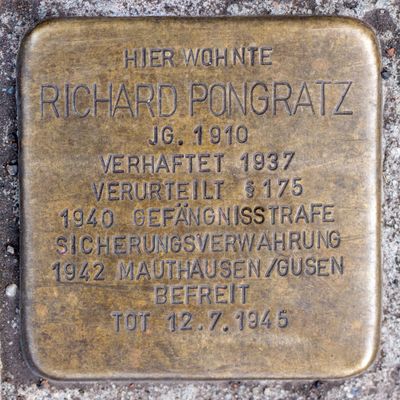 HIER WOHNTE
RICHARD PONGRATZ
JG. 1910
VERHAFTET 1937
VERURTEILT §175
1940 GEFÄNGNISSTRAFE
SICHERUNGSVERWAHRUNG
1942 MAUTHAUSEN/GUSEN
BEFREIT
TOT 12.7.1945